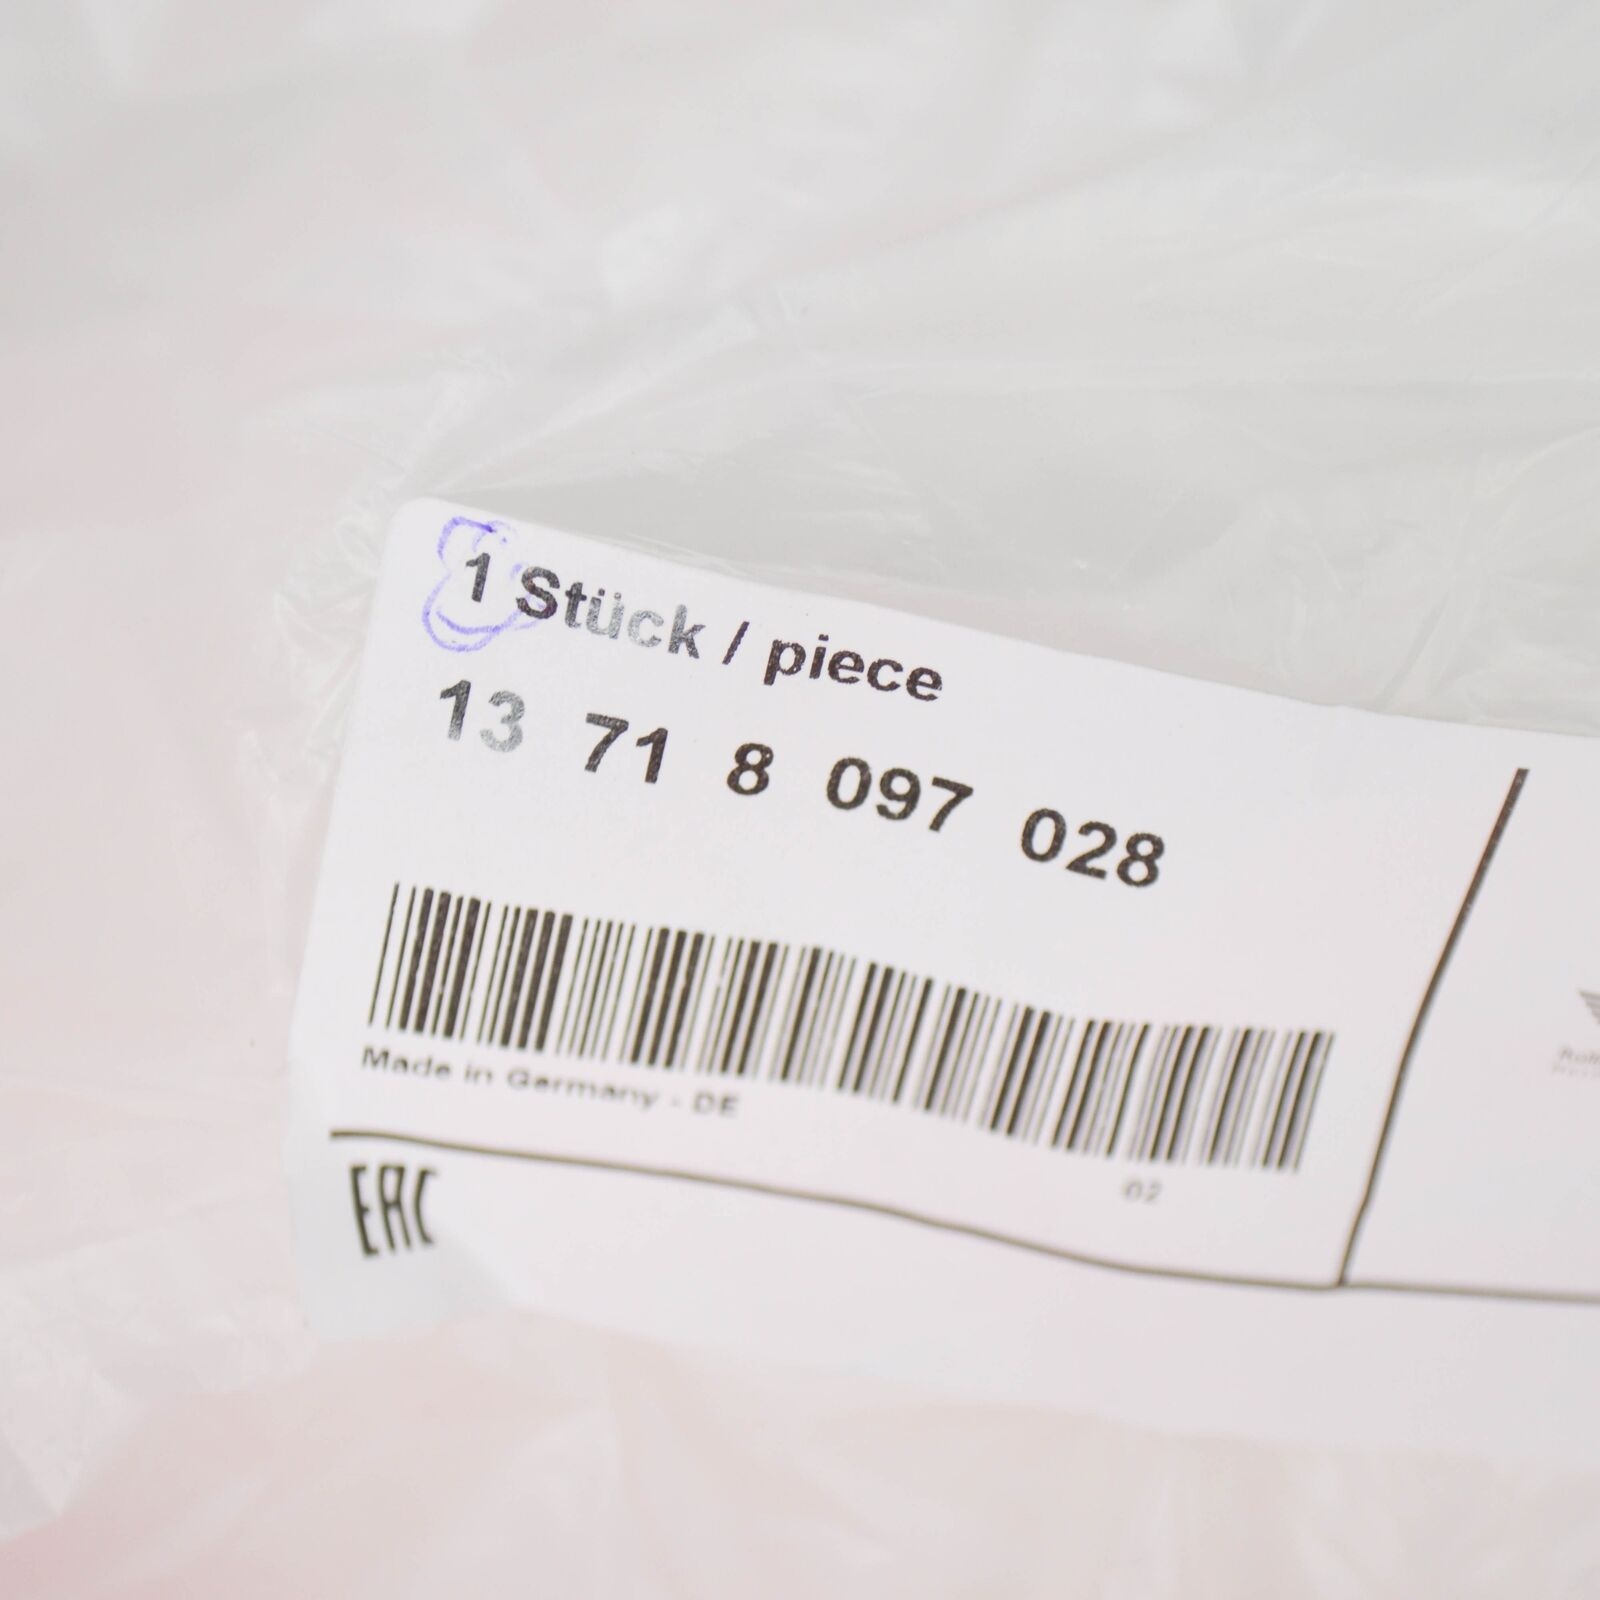 1 Stück / piece
13 71 8 097 028
Made in Germany - DE
02
EAC